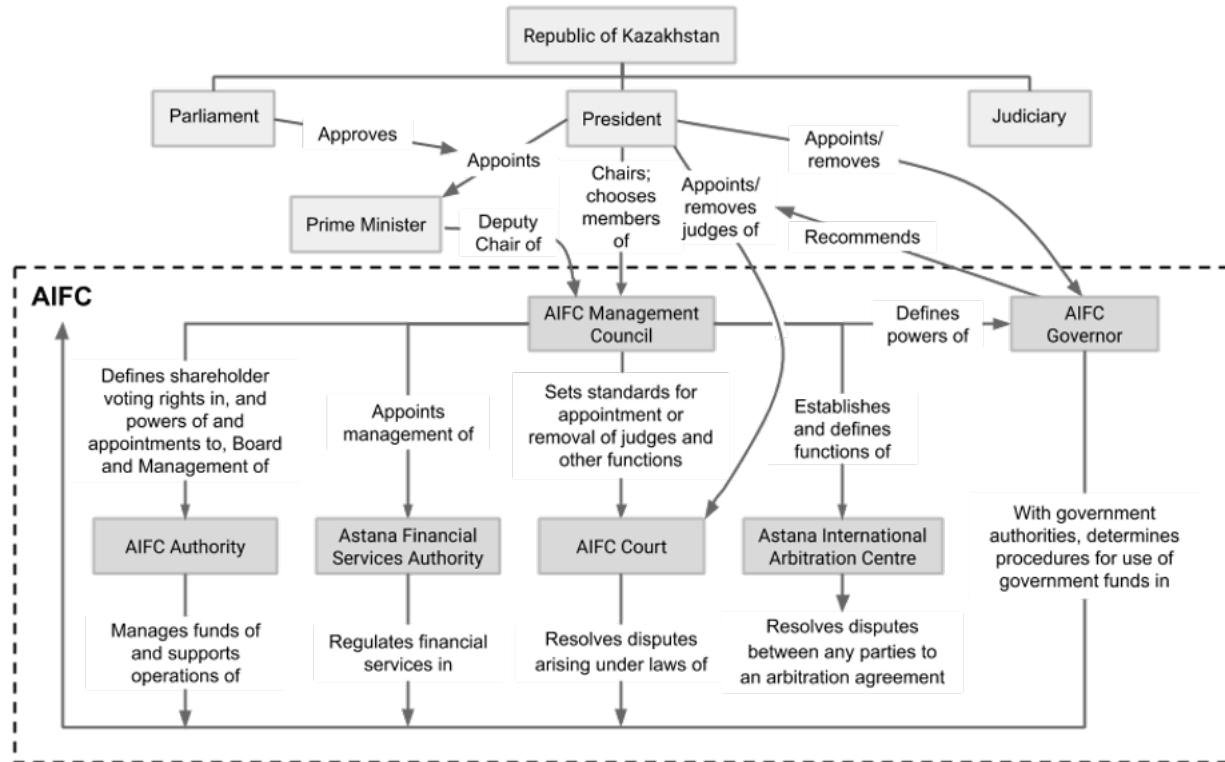 Republic of Kazakhstan
Parliament
President
Judiciary
Approves
Appoints
Appoints/
removes
Chairs;
chooses
members
of
Appoints/
removes
judges of
Prime Minister
Deputy
Chair of
Recommends
AIFC
AIFC Management
Council
Defines
powers of
AIFC
Governor
Defines shareholder
voting rights in, and
powers of and
appointments to, Board
and Management of
Appoints
management of
Sets standards for
appointment or
removal of judges and
other functions
Establishes
and defines
functions of
AIFC Authority
Astana Financial
Services Authority
AIFC Court
Astana International
Arbitration Centre
With government
authorities, determines
procedures for use of
government funds in
Manages funds of
and supports
operations of
Regulates financial
services in
Resolves disputes
arising under laws of
Resolves disputes
between any parties to
an arbitration agreement